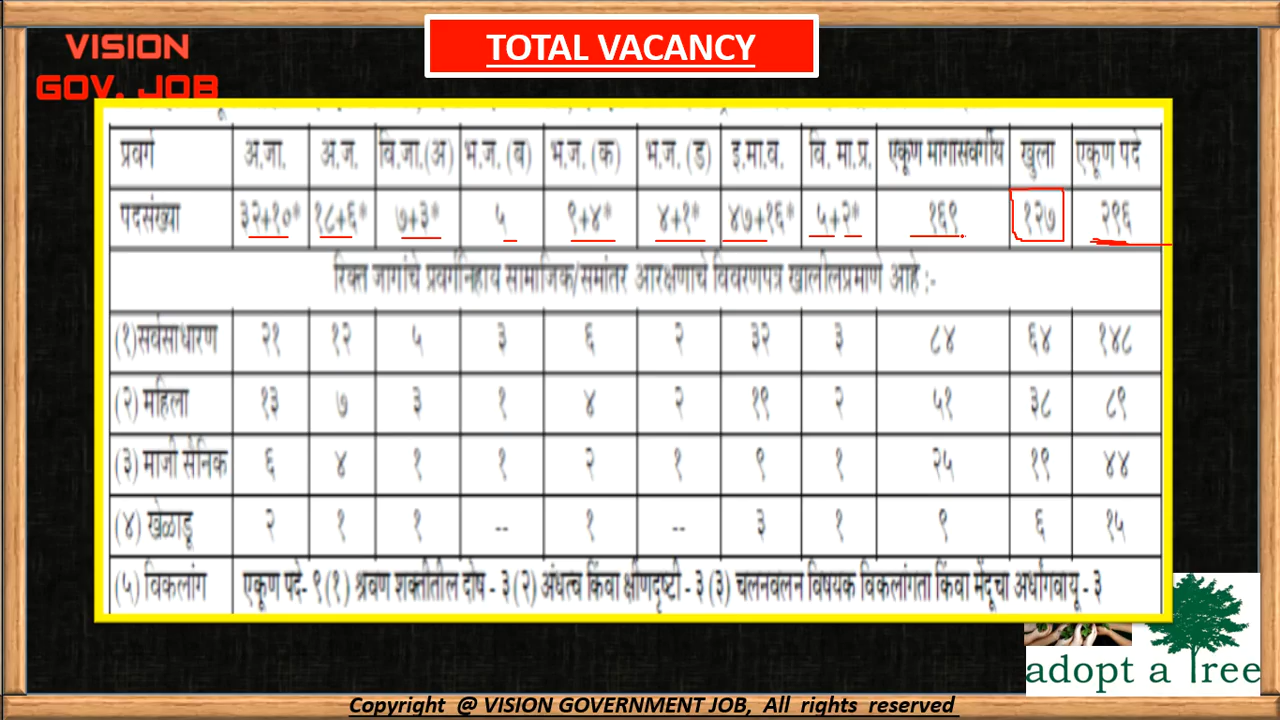 TOTAL VACANCY
VISION
GOV. JOB
प्रवर्ग अ.जा. अ.ज. वि.जा.(अ) भ.ज. (ब) भ.ज. (क) भ.ज. (ड) इ.मा.व. वि. मा.प्र. एकूण मागासवर्गीय खुला एकूण पदे
पदसंख्या ३२+१०* १८+६* ७+३* ५ ९+४* ४+१* ४७+१६* ५+२* १६९ १२७ २९६
रिक्त जागांचे प्रवर्गनिहाय सामाजिक/समांतर आरक्षणाचे विवरणपत्र खालीलप्रमाणे आहे :-
(१)सर्वसाधारण २१ १२ ५ ३ ६ २ ३२ ३ ८४ ६४ १४८
(२) महिला १३ ७ ३ १ ४ २ १९ २ ५१ ३८ ८९
(३) माजी सैनिक ६ ४ १ १ २ १ ९ १ २५ १९ ४४
(४) खेळाडू २ १ १ -- १ -- ३ १ ९ ६ १५
(५) विकलांग एकूण पदे- ९ (१) श्रवण शक्तीतील दोष - ३ (२) अंधत्व किंवा क्षीणदृष्टी - ३ (३) चलनवलन विषयक विकलांगता किंवा मेंदूचा अर्धांगवायू - ३
adopt a Tree
Copyright @ VISION GOVERNMENT JOB, All rights reserved